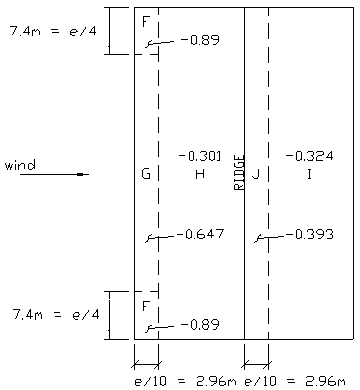 F
7.4m = e/4
-0.89
-0.301
-0.324
wind
G
H
RIDGE
J
I
-0.647
-0.393
F
7.4m = e/4
-0.89
e/10 = 2.96m
e/10 = 2.96m